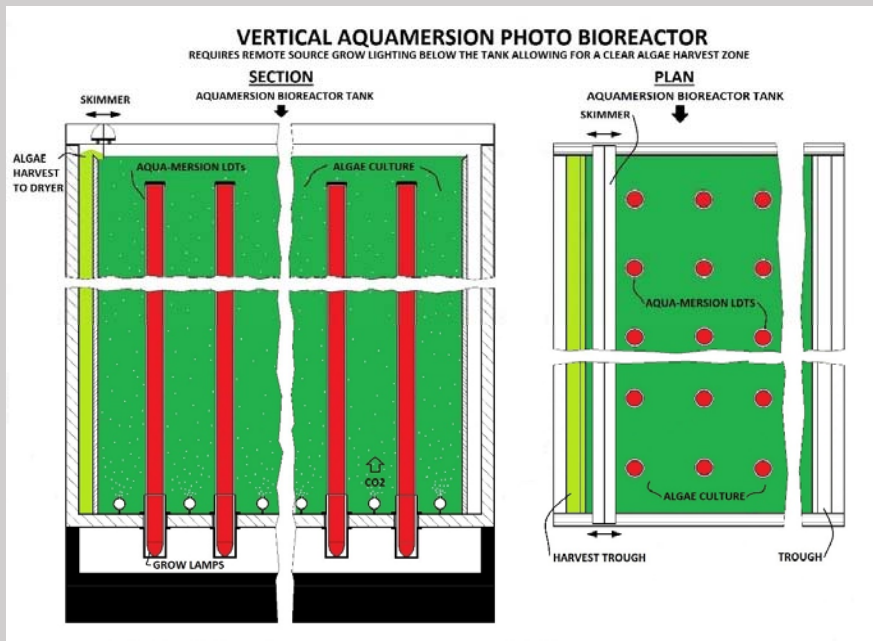 VERTICAL AQUAMERSION PHOTO BIOREACTOR
REQUIRES REMOTE SOURCE GROW LIGHTING BELOW THE TANK ALLOWING FOR A CLEAR ALGAE HARVEST ZONE
SECTION
AQUAMERSION BIOREACTOR TANK
SKIMMER
ALGAE
HARVEST
TO DRYER
AQUA-MERSION LDTs
ALGAE CULTURE
CO2
GROW LAMPS
PLAN
AQUAMERSION BIOREACTOR TANK
SKIMMER
AQUA-MERSION LDTS
ALGAE CULTURE
HARVEST TROUGH
TROUGH